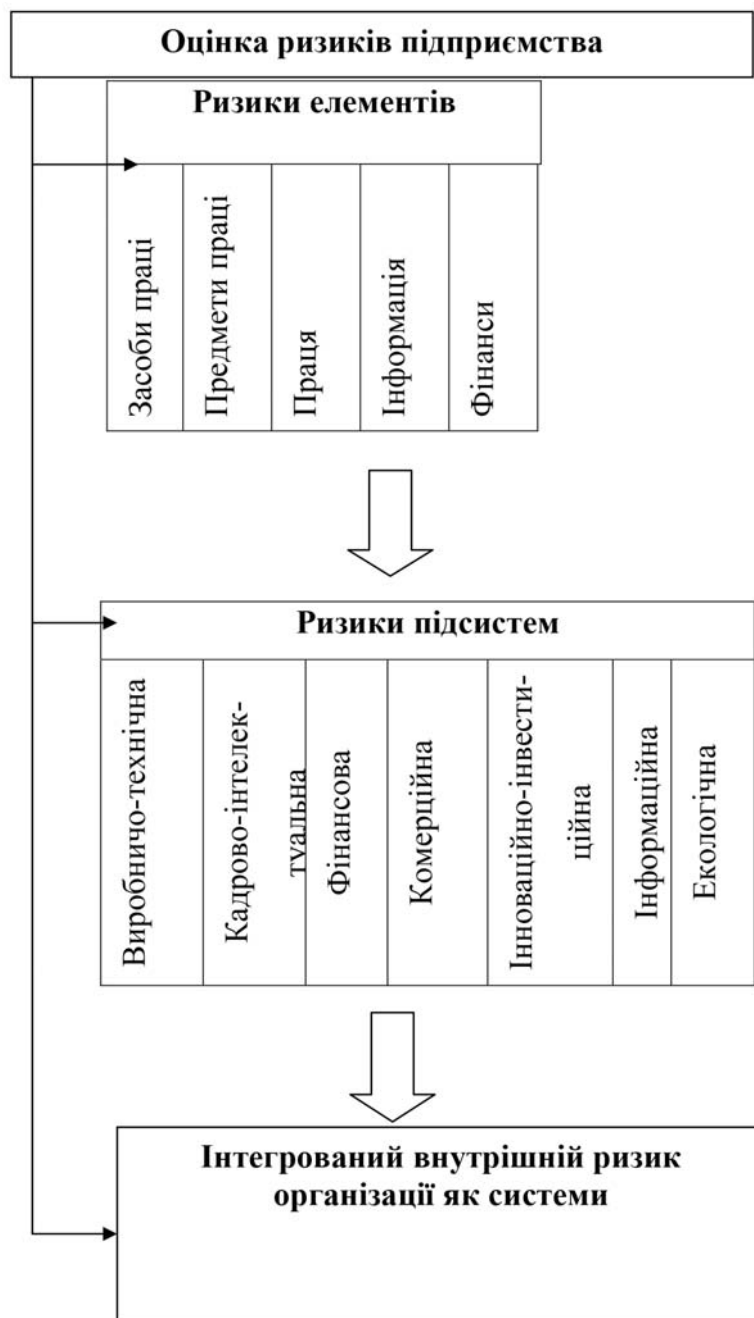 Оцінка ризиків підприємства
Ризики елементів
Засоби праці
Предмети праці
Праця
Інформація
Фінанси
Ризики підсистем
Виробничо-технічна
Кадрово-інтелек-
туальна
Фінансова
Комерційна
Інноваційно-інвести-
ційна
Інформаційна
Екологічна
Інтегрований внутрішній ризик
організації як системи